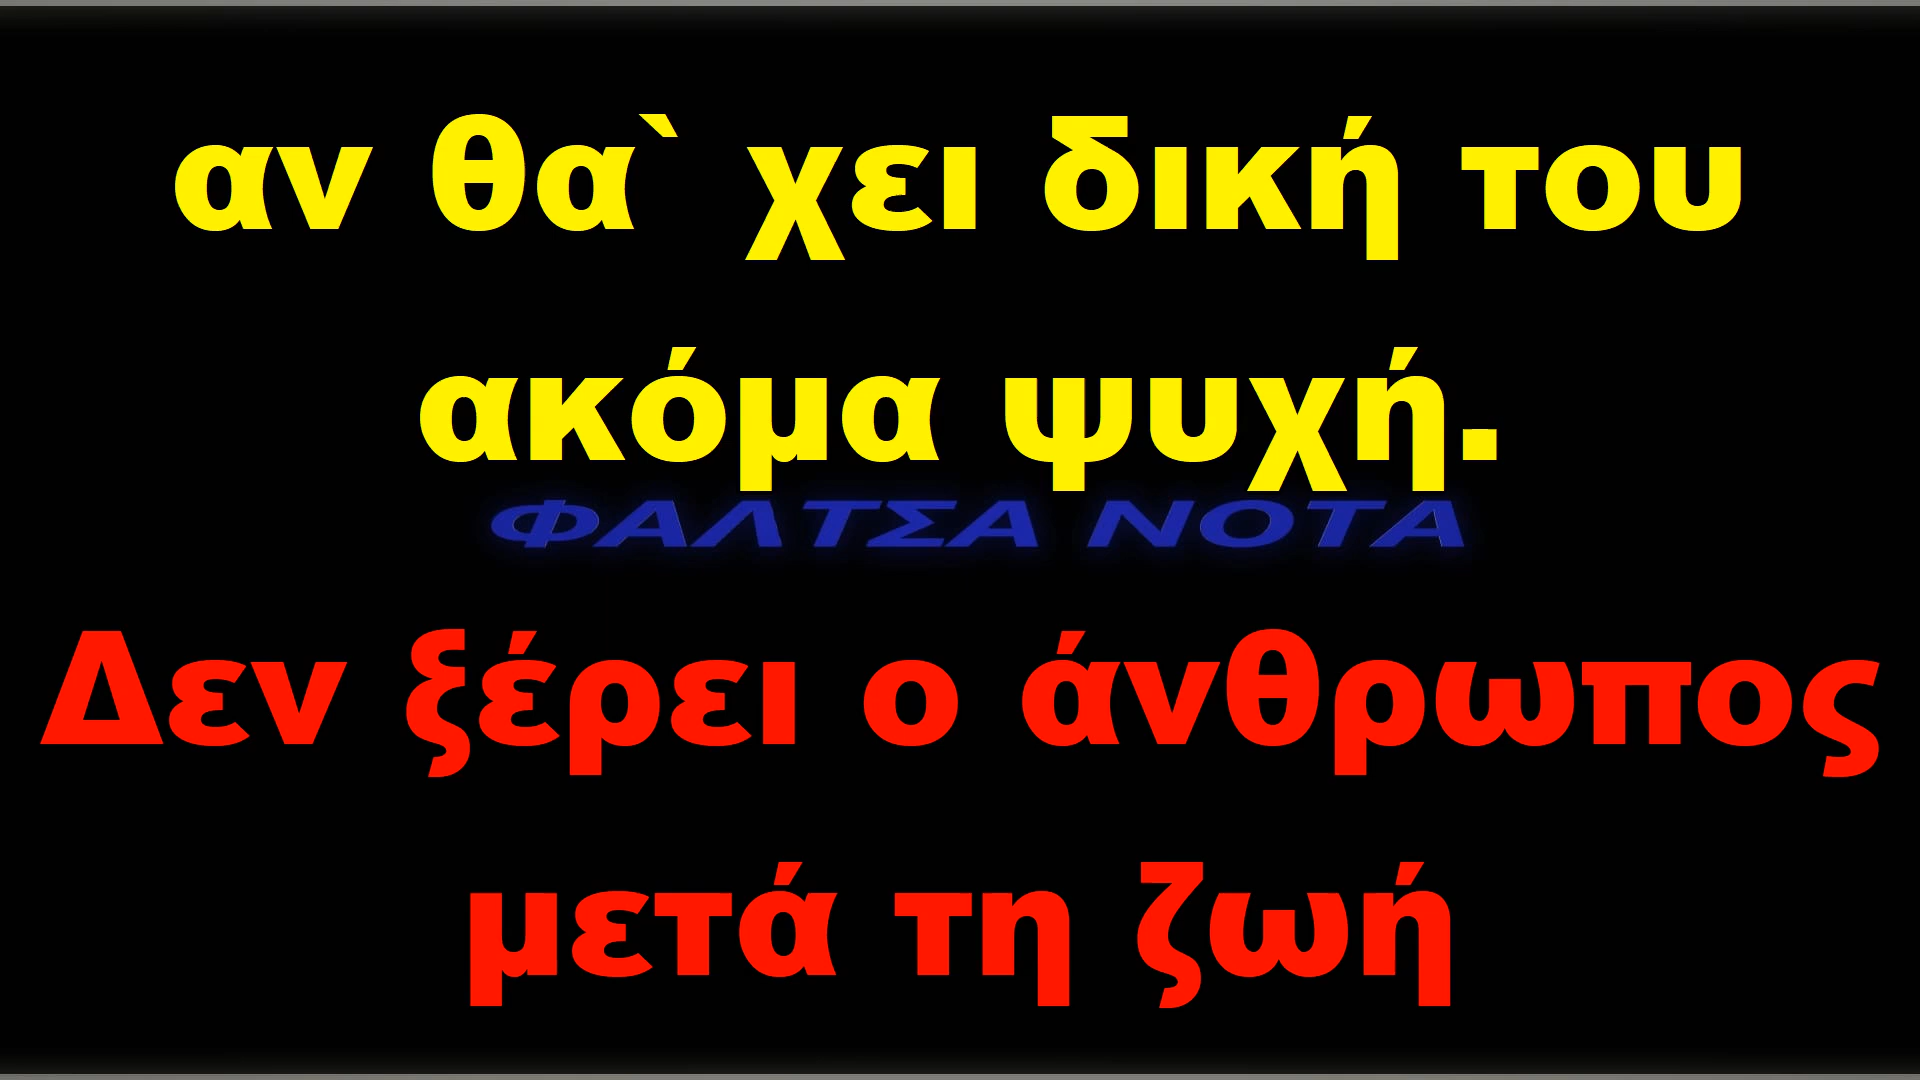 αν θα` χει δική του
ακόμα ψυχή.
ΦΑΛΤΣΑ ΝΟΤΑ
Δεν ξέρει ο άνθρωπος
μετά τη ζωή